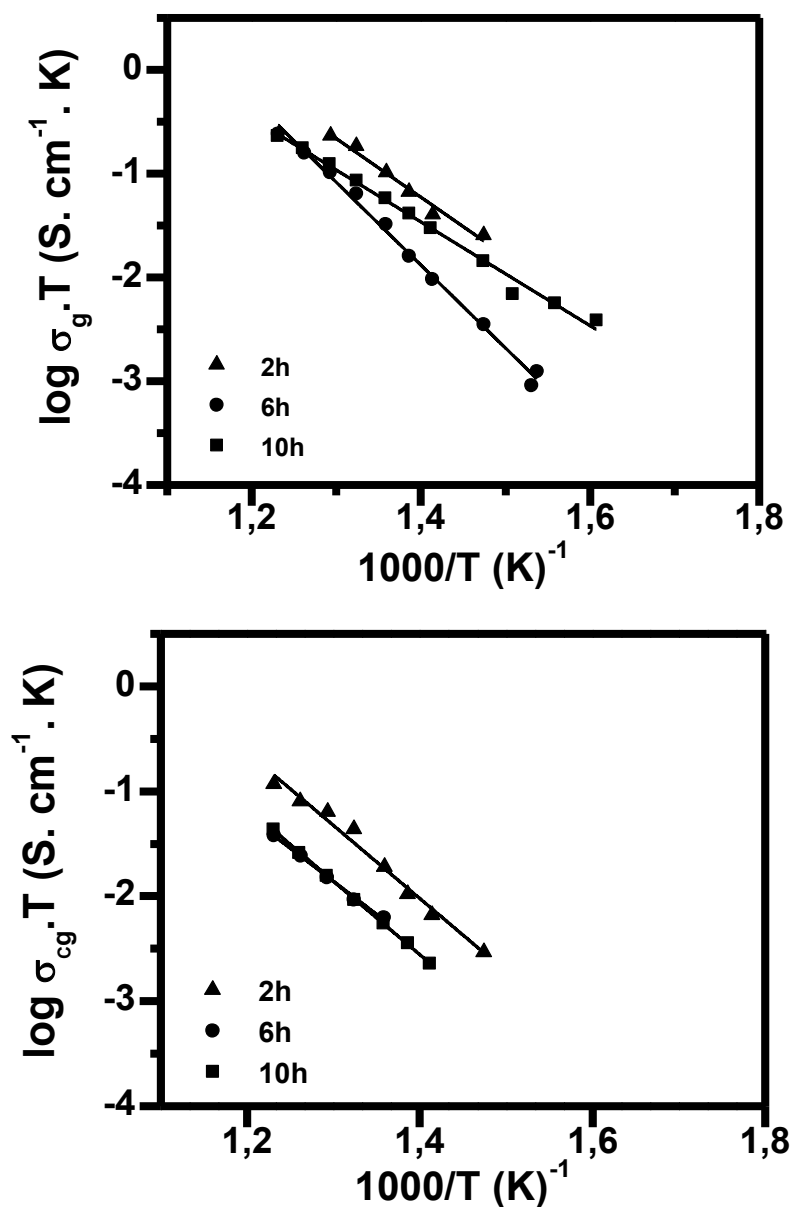 log σg.T (S. cm-1 . K)
0
-1
-2
-3
-4
2h
6h
10h
1,2 1,4 1,6 1,8
1000/T (K)-1
log σcg.T (S. cm-1 . K)
0
-1
-2
-3
-4
2h
6h
10h
1,2 1,4 1,6 1,8
1000/T (K)-1